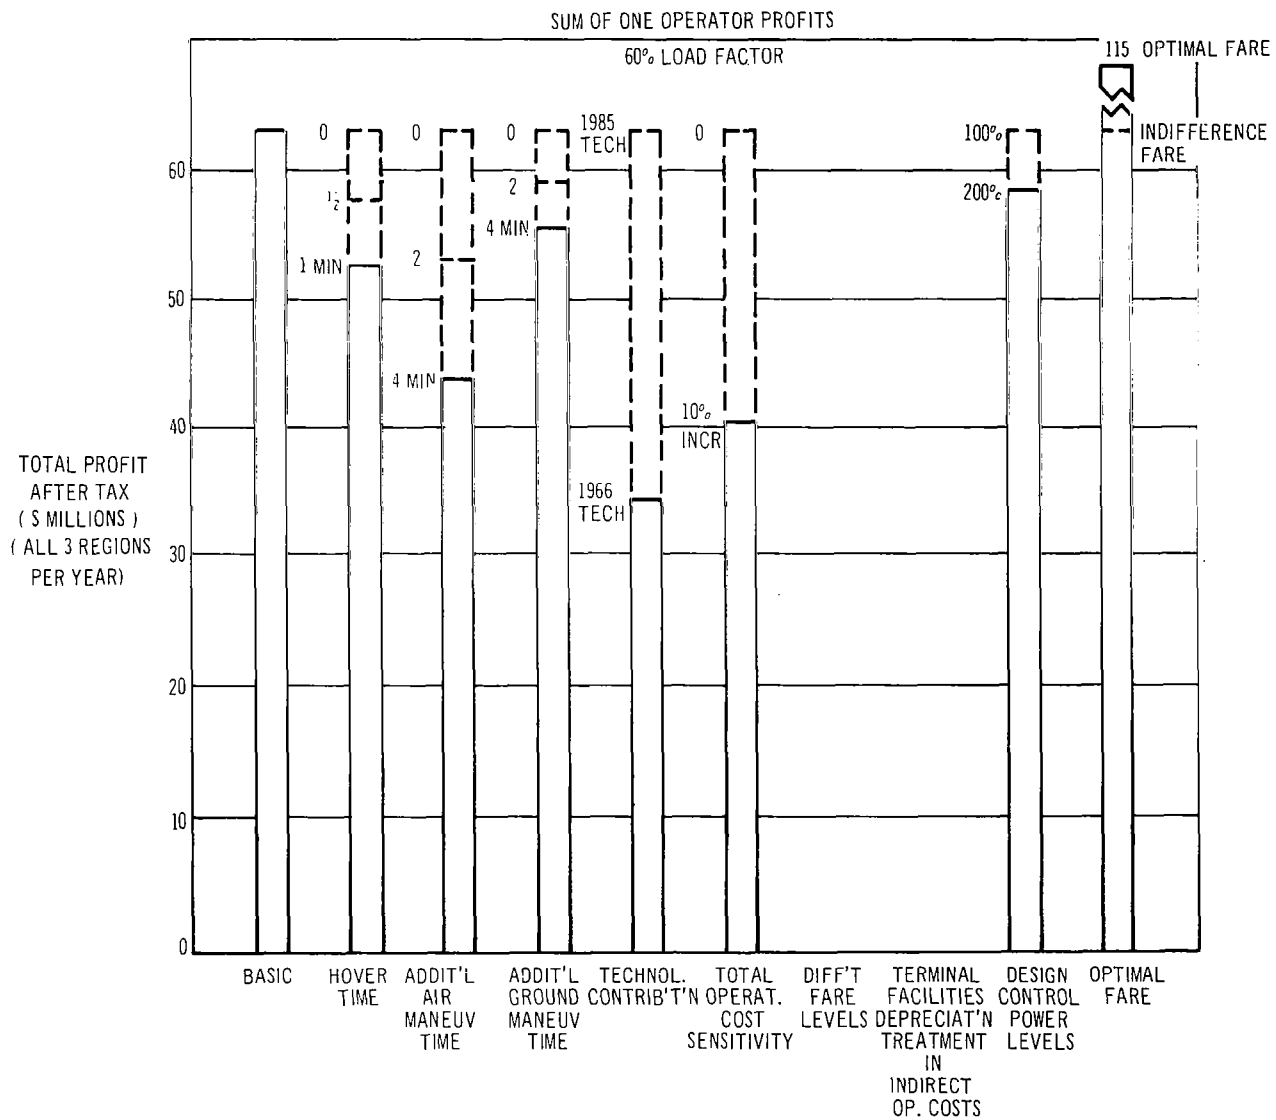 SUM OF ONE OPERATOR PROFITS
60% LOAD FACTOR
115 OPTIMAL FARE
0
0
0
1985
TECH
0
100%
INDIFFERENCE
FARE
60
½
2
200%
4 MIN
1 MIN
2
50
4 MIN
10%
INCR
40
TOTAL PROFIT
AFTER TAX
( $ MILLIONS )
( ALL 3 REGIONS
PER YEAR)
1966
TECH
30
20
10
0
BASIC
HOVER
TIME
ADDIT'L
AIR
MANEUV
TIME
ADDIT'L
GROUND
MANEUV
TIME
TECHNOL.
CONTRIB'T'N
TOTAL
OPERAT.
COST
SENSITIVITY
DIFF'T
FARE
LEVELS
TERMINAL
FACILITIES
DEPRECIAT'N
TREATMENT
IN
INDIRECT
OP. COSTS
DESIGN
CONTROL
POWER
LEVELS
OPTIMAL
FARE